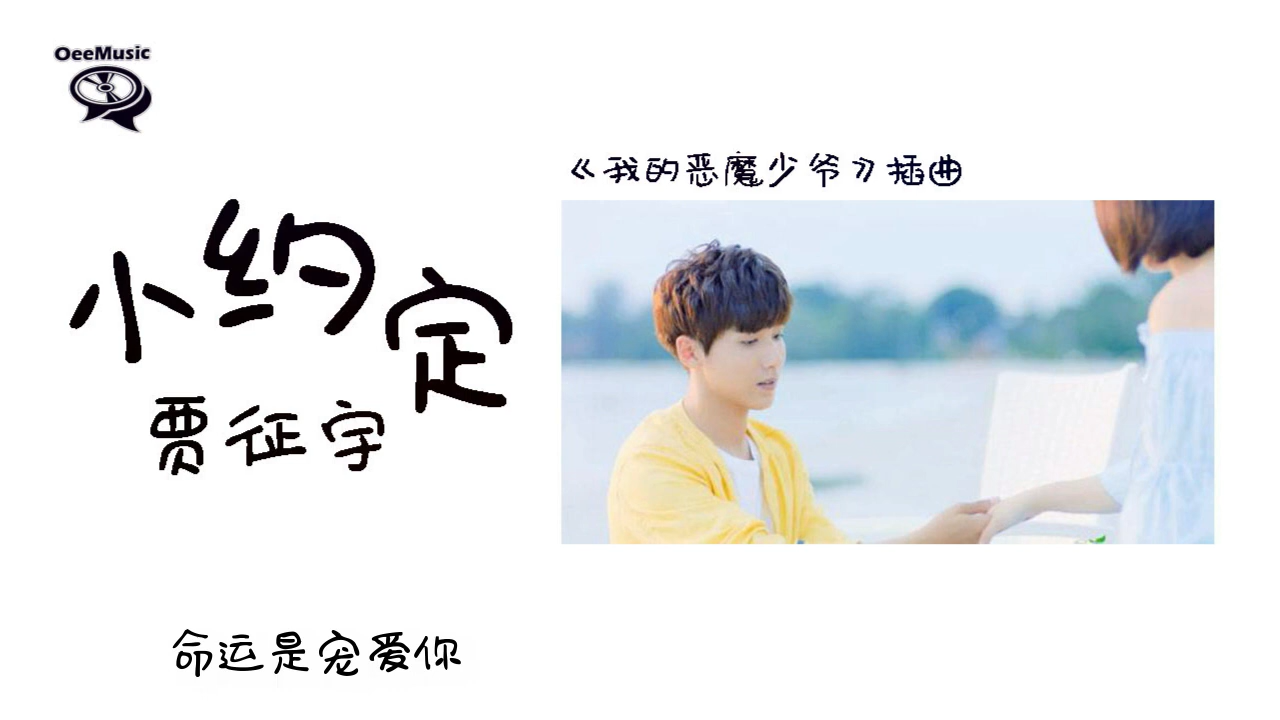 OeeMusic
《我的恶魔少爷》插曲
小约定
贾征宇
命运是宠爱你